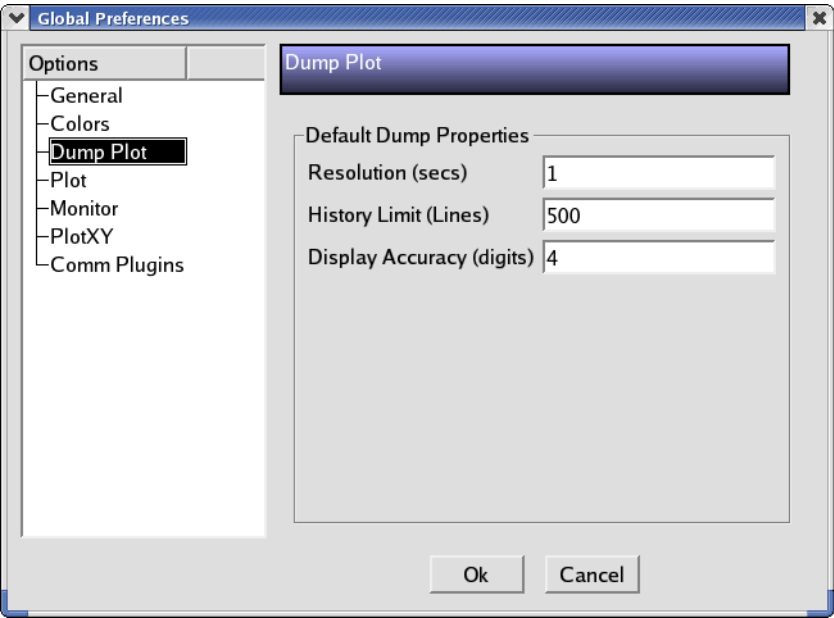 Global Preferences
Options
General
Colors
Dump Plot
Plot
Monitor
PlotXY
Comm Plugins
Dump Plot
Default Dump Properties
Resolution (secs) 1
History Limit (Lines) 500
Display Accuracy (digits) 4
Ok Cancel